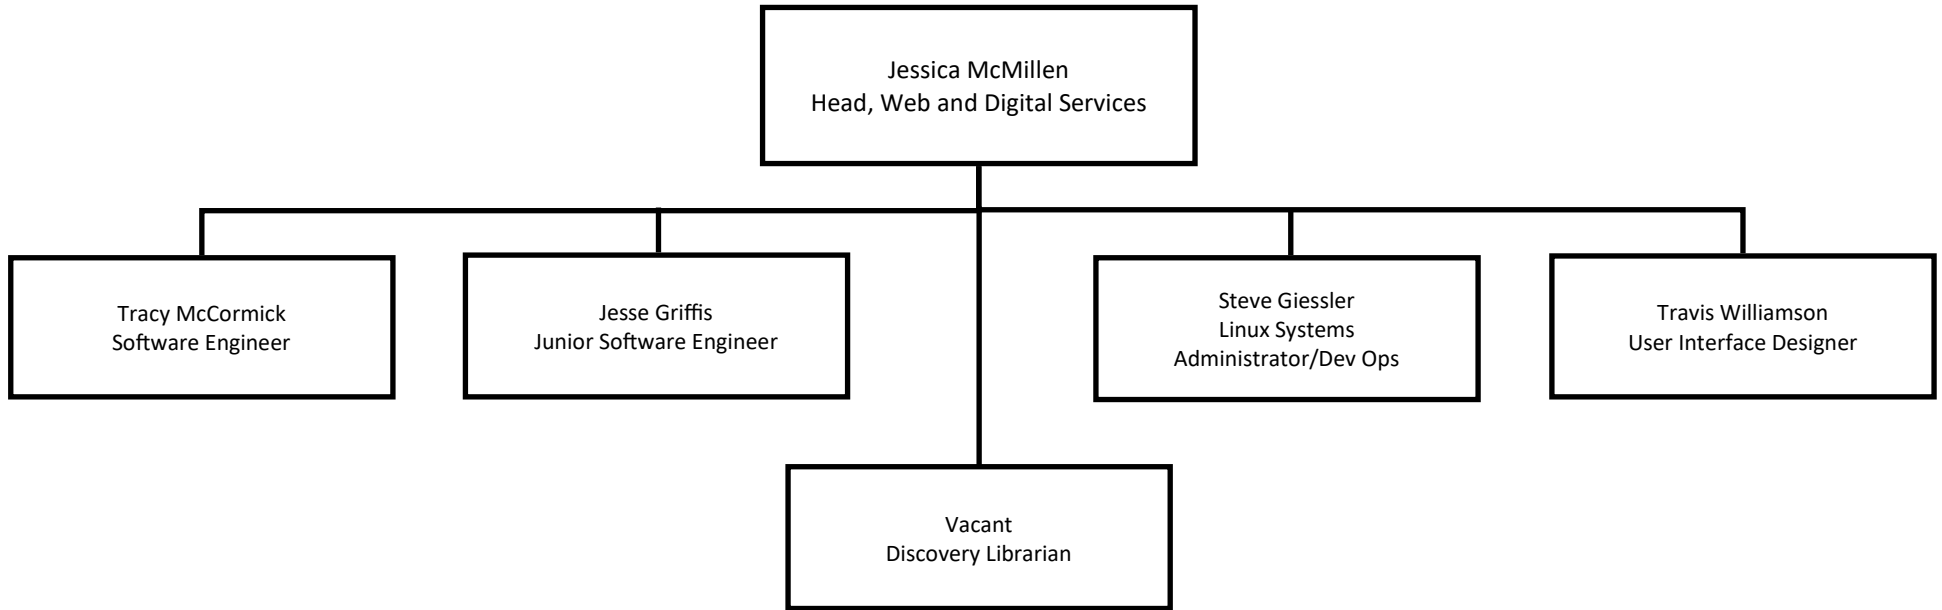 Jessica McMillen
Head, Web and Digital Services
Tracy McCormick
Software Engineer
Jesse Griffis
Junior Software Engineer
Steve Giessler
Linux Systems
Administrator/Dev Ops
Travis Williamson
User Interface Designer
Vacant
Discovery Librarian